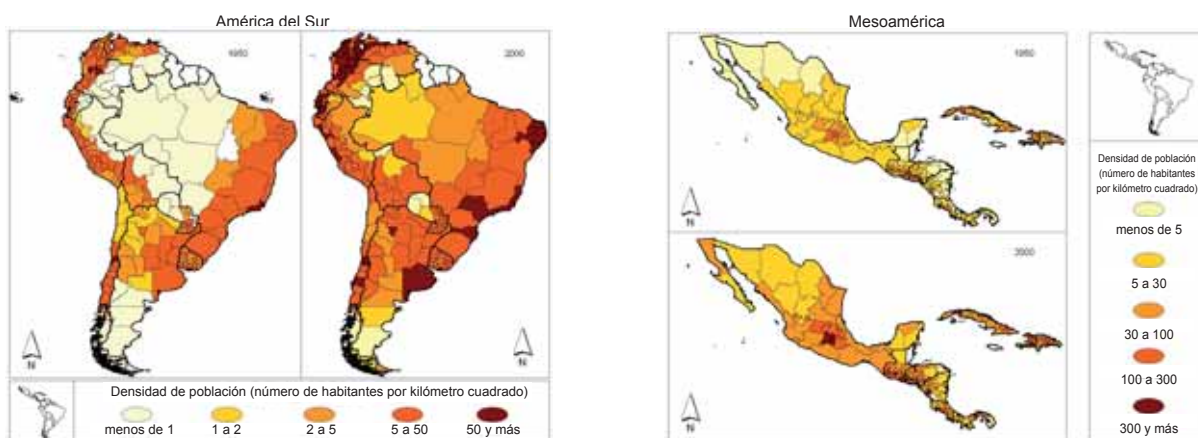 América del Sur
1950
2000
N
N
Densidad de población (número de habitantes por kilómetro cuadrado)
menos de 1
1 a 2
2 a 5
5 a 50
50 y más
Mesoamérica
1950
N
2000
N
Densidad de población
(número de habitantes
por kilómetro cuadrado)
menos de 5
5 a 30
30 a 100
100 a 300
300 y más